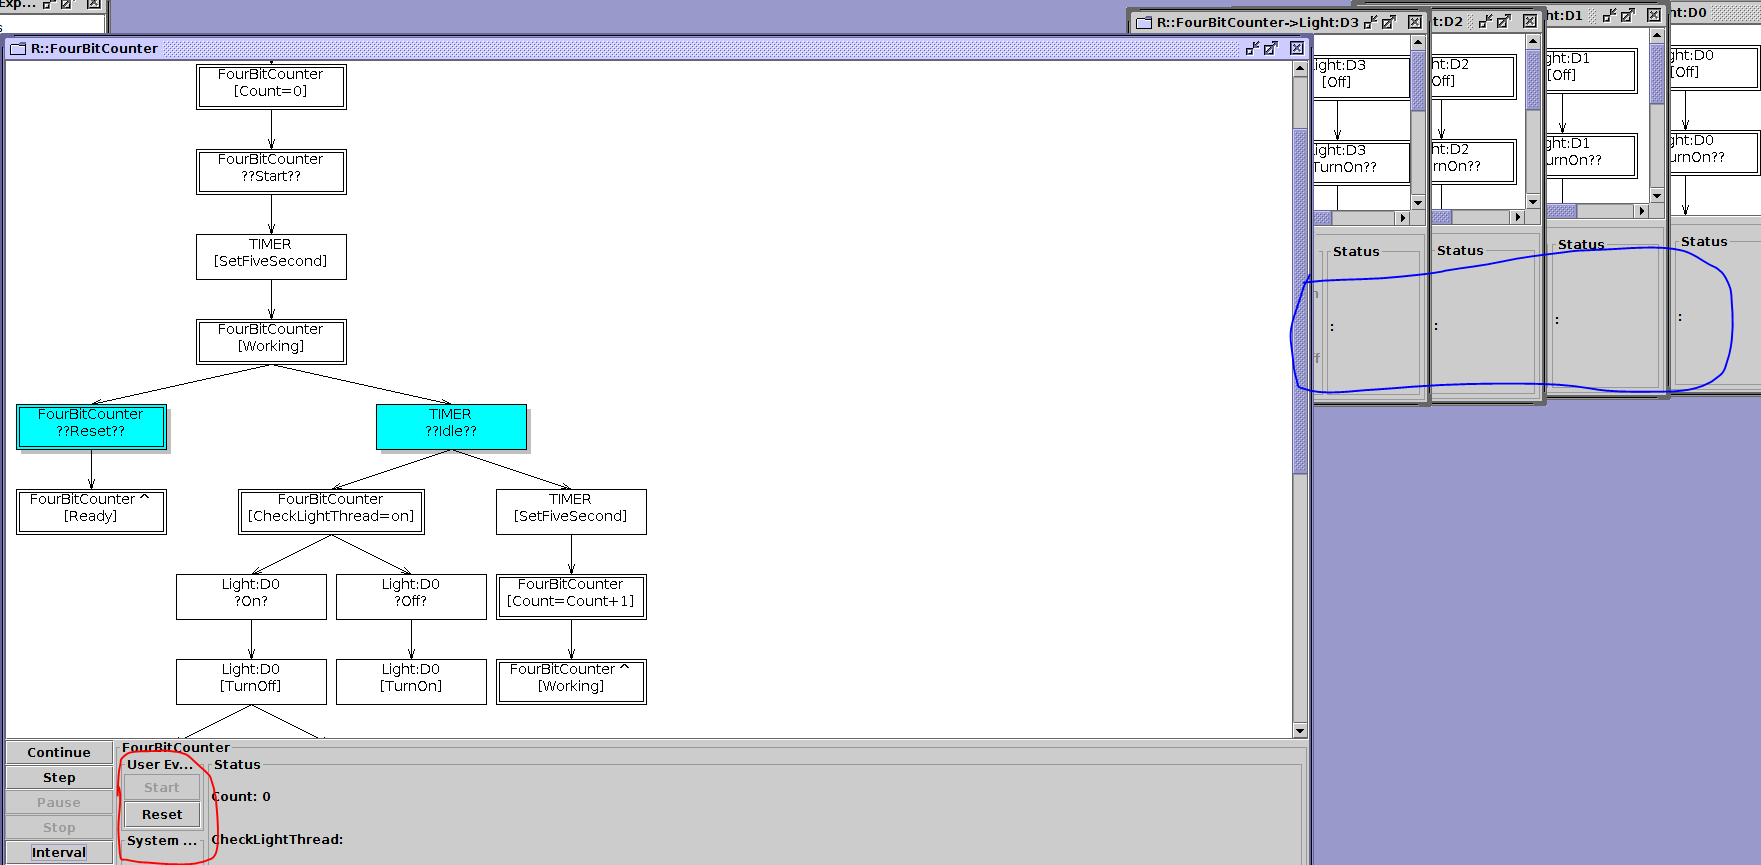 Exp...
s
R::FourBitCounter->Light:D3
t:D2
ht:D1
ht:D0
R::FourBitCounter
FourBitCounter
[Count=0]
FourBitCounter
??Start??
TIMER
[SetFiveSecond]
FourBitCounter
[Working]
FourBitCounter
??Reset??
TIMER
??Idle??
FourBitCounter ^
[Ready]
FourBitCounter
[CheckLightThread=on]
TIMER
[SetFiveSecond]
Light:D0
?On?
Light:D0
?Off?
FourBitCounter
[Count=Count+1]
Light:D0
[TurnOff]
Light:D0
[TurnOn]
FourBitCounter ^
[Working]
ight:D3
[Off]
ight:D3
TurnOn??
ht:D2
Off]
ht:D2
rnOn??
ght:D1
[Off]
ght:D1
urnOn??
ght:D0
[Off]
ght:D0
urnOn??
Status
:
Status
:
Status
:
Status
:
Continue
Step
Pause
Stop
Interval
FourBitCounter
User Ev...
Start
Reset
System ...
Status
Count: 0
CheckLightThread: